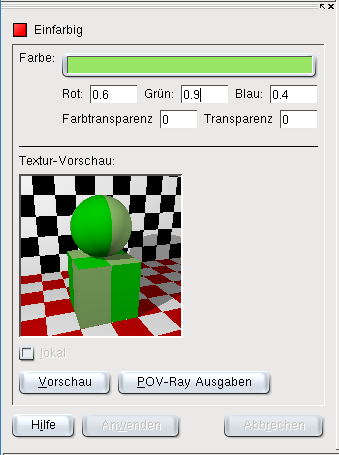 Einfarbig
Farbe:
Rot: 0.6 Grün: 0.9 Blau: 0.4
Farbtransparenz 0 Transparenz 0
Textur-Vorschau:
lokal
Vorschau POV-Ray Ausgaben
Hilfe Anwenden Abbrechen